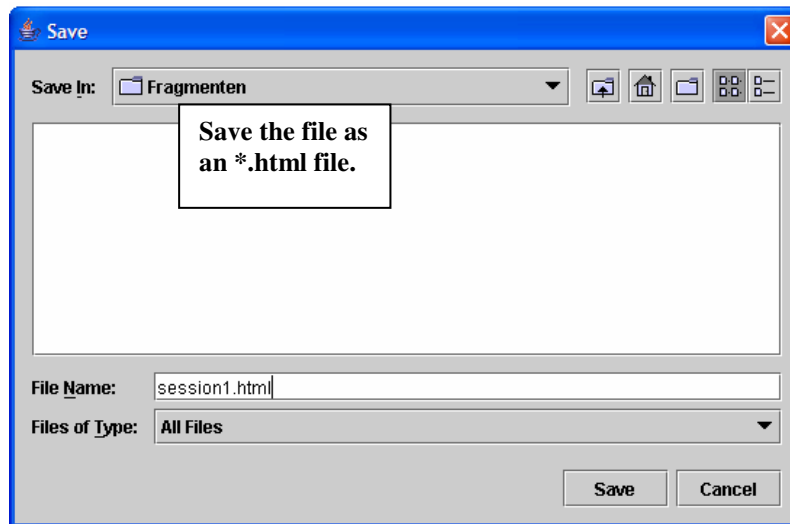 Save
Save In: Fragmenten
Save the file as
an *.html file.
File Name: session1.html
Files of Type: All Files
Save Cancel